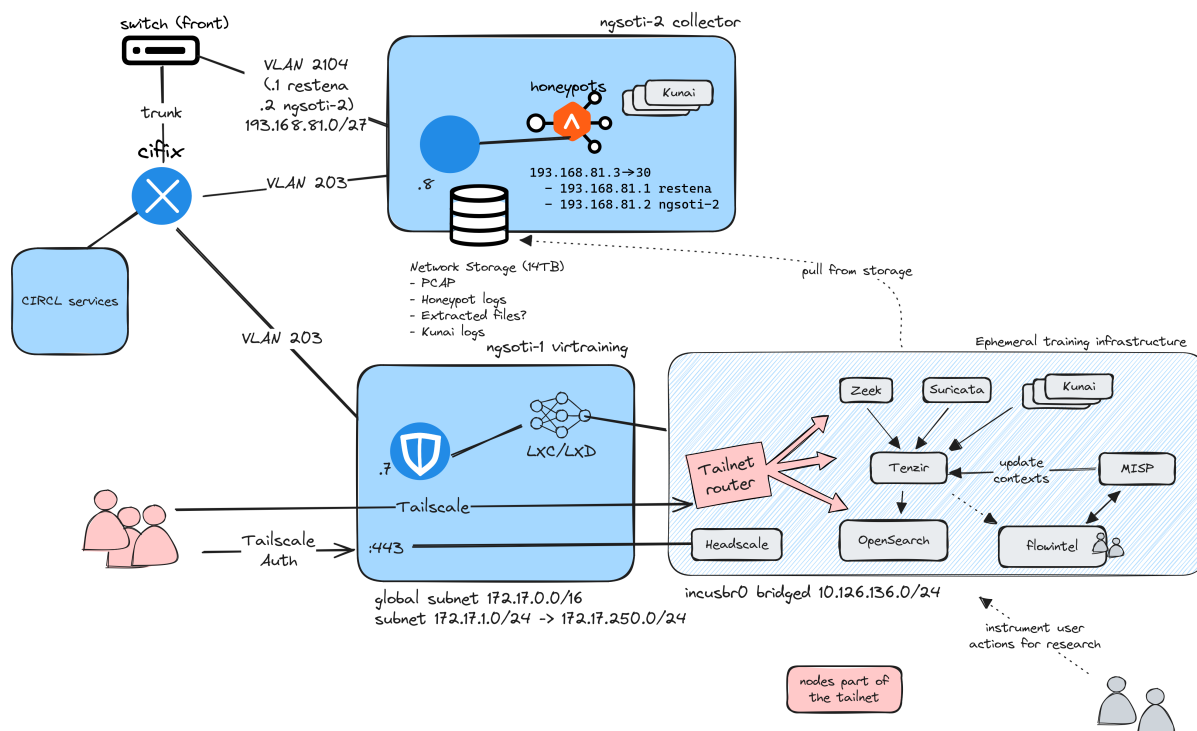 switch (front)
ngsoti-2 collector
VLAN 2104
(.1 restena
.2 ngsoti-2)
193.168.81.0/27
trunk
ciffix
honeypots
Kunai
.8
193.168.81.3→30
- 193.168.81.1 restena
- 193.168.81.2 ngsoti-2
VLAN 203
CIRCL services
Network Storage (14TB)
- PCAP
- Honeypot logs
- Extracted files?
- Kunai logs
pull from storage
VLAN 203
ngsoti-1 virtraining
Ephemeral training infrastructure
Zeek
Suricata
Kunai
LXC/LXD
.7
Tailnet
router
Tenzir
update
contexts
MISP
Tailscale
Tailscale
Auth
:443
Headscale
OpenSearch
flowintel
global subnet 172.17.0.0/16
subnet 172.17.1.0/24 -> 172.17.250.0/24
incusbr0 bridged 10.126.136.0/24
instrument user
actions for research
nodes part of
the tailnet